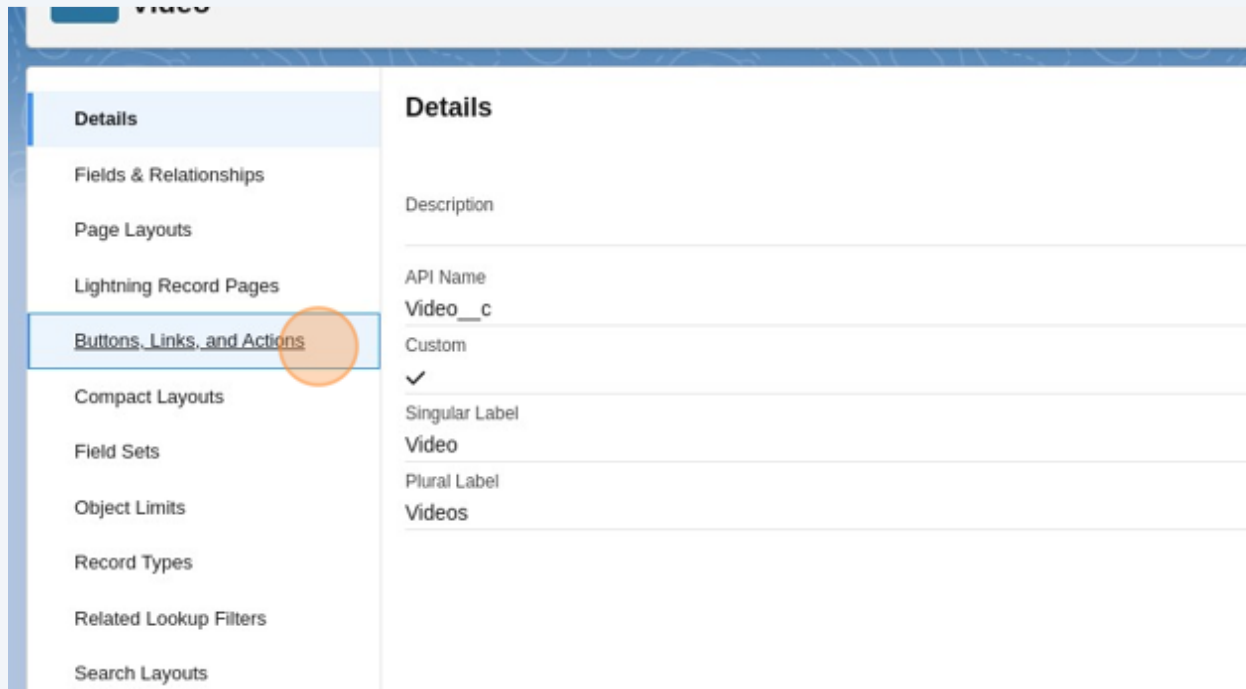 Video
Details
Fields & Relationships
Page Layouts
Lightning Record Pages
Buttons, Links, and Actions
Compact Layouts
Field Sets
Object Limits
Record Types
Related Lookup Filters
Search Layouts
Details
Description
API Name
Video__c
Custom
Singular Label
Video
Plural Label
Videos